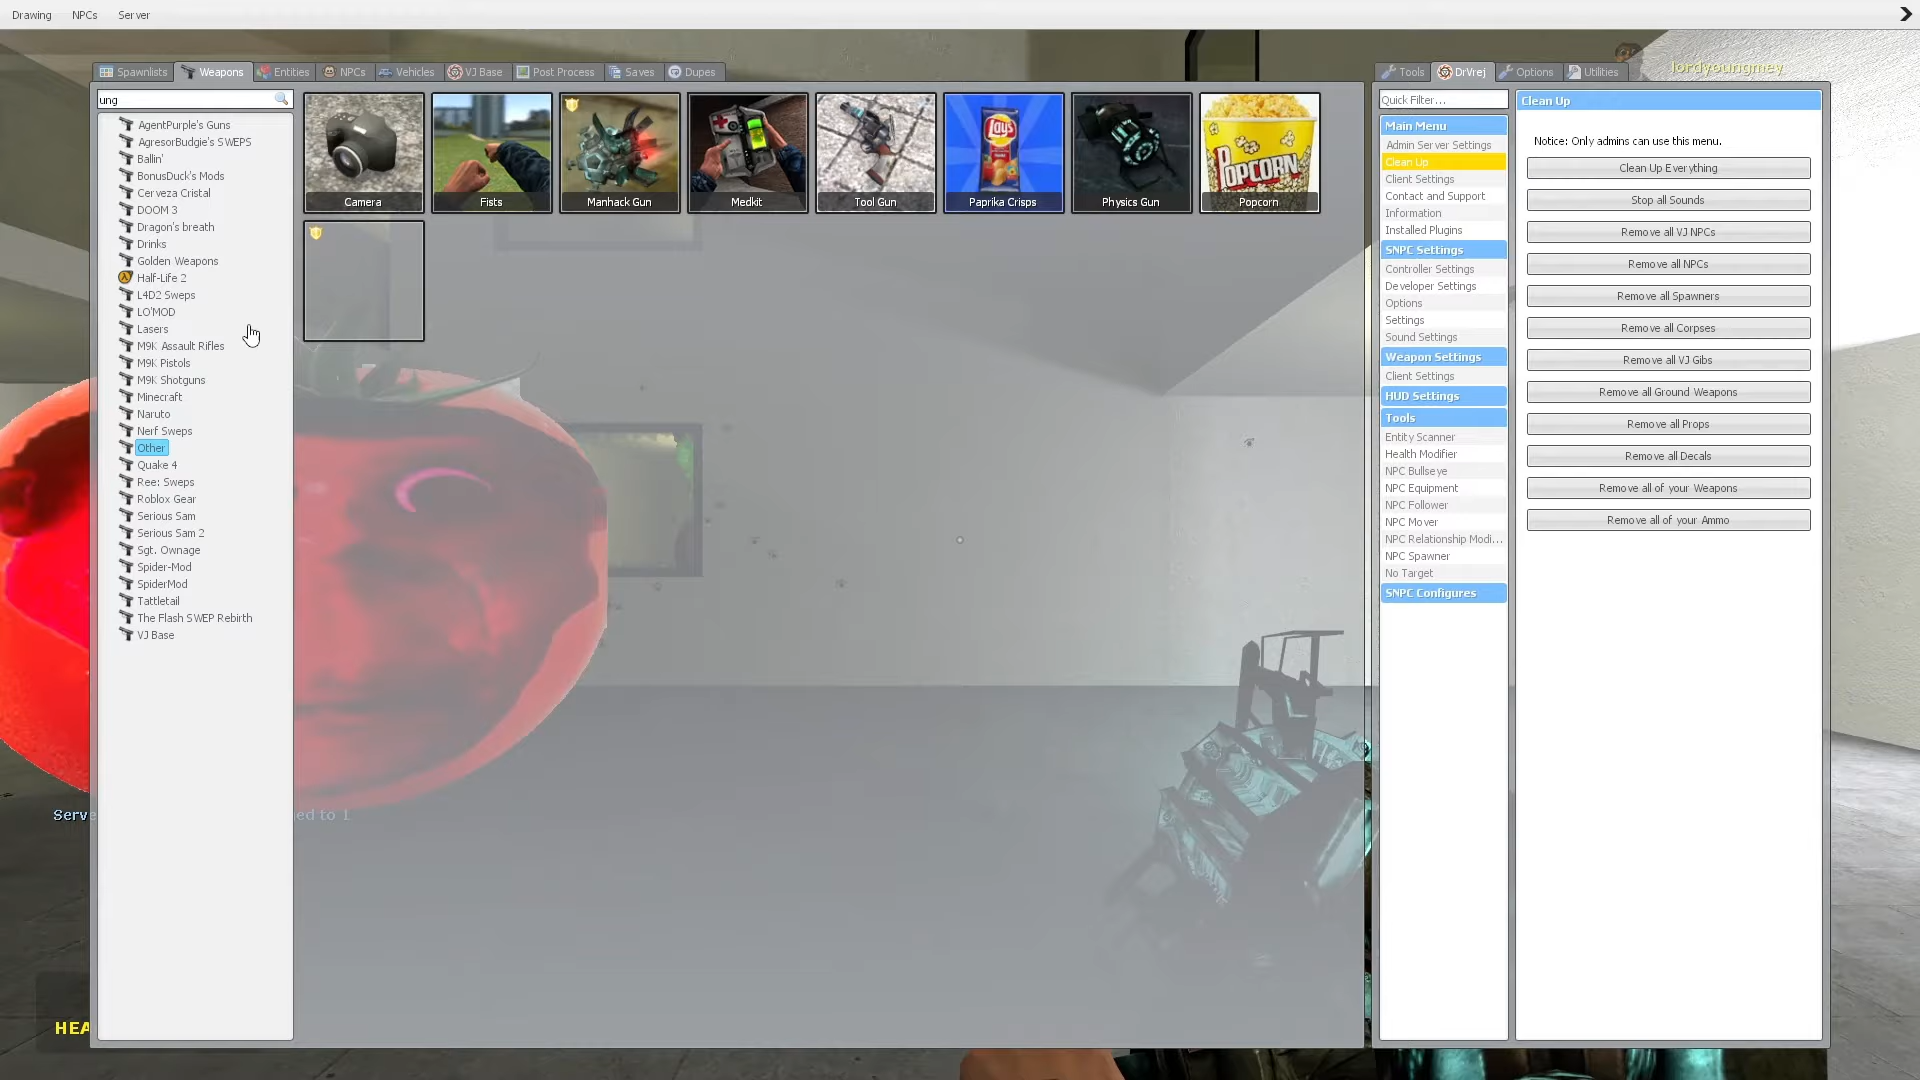 Drawing NPCs Server
lordyoungmey
Spawnlists Weapons Entities NPCs Vehicles VJ Base Post Process Saves Dupes
ung
AgentPurple's Guns
AgresorBudgie's SWEPS
Ballin'
BonusDuck's Mods
Cerveza Cristal
DOOM 3
Dragon's breath
Drinks
Golden Weapons
Half-Life 2
L4D2 Sweps
LO'MOD
Lasers
M9K Assault Rifles
M9K Pistols
M9K Shotguns
Minecraft
Naruto
Nerf Sweps
Other
Quake 4
Ree: Sweps
Roblox Gear
Serious Sam
Serious Sam 2
Sgt. Ownage
Spider-Mod
SpiderMod
Tattletail
The Flash SWEP Rebirth
VJ Base
Lay's
POPCORN
Camera Fists Manhack Gun Medkit Tool Gun Paprika Crisps Physics Gun Popcorn
Serve
ed to 1
HEA
Tools DrVrej Options Utilities
Quick Filter...
Main Menu
Admin Server Settings
Clean Up
Client Settings
Contact and Support
Information
Installed Plugins
SNPC Settings
Controller Settings
Developer Settings
Options
Settings
Sound Settings
Weapon Settings
Client Settings
HUD Settings
Tools
Entity Scanner
Health Modifier
NPC Bullseye
NPC Equipment
NPC Follower
NPC Mover
NPC Relationship Modi...
NPC Spawner
No Target
SNPC Configures
Clean Up
Notice: Only admins can use this menu.
Clean Up Everything
Stop all Sounds
Remove all VJ NPCs
Remove all NPCs
Remove all Spawners
Remove all Corpses
Remove all VJ Gibs
Remove all Ground Weapons
Remove all Props
Remove all Decals
Remove all of your Weapons
Remove all of your Ammo